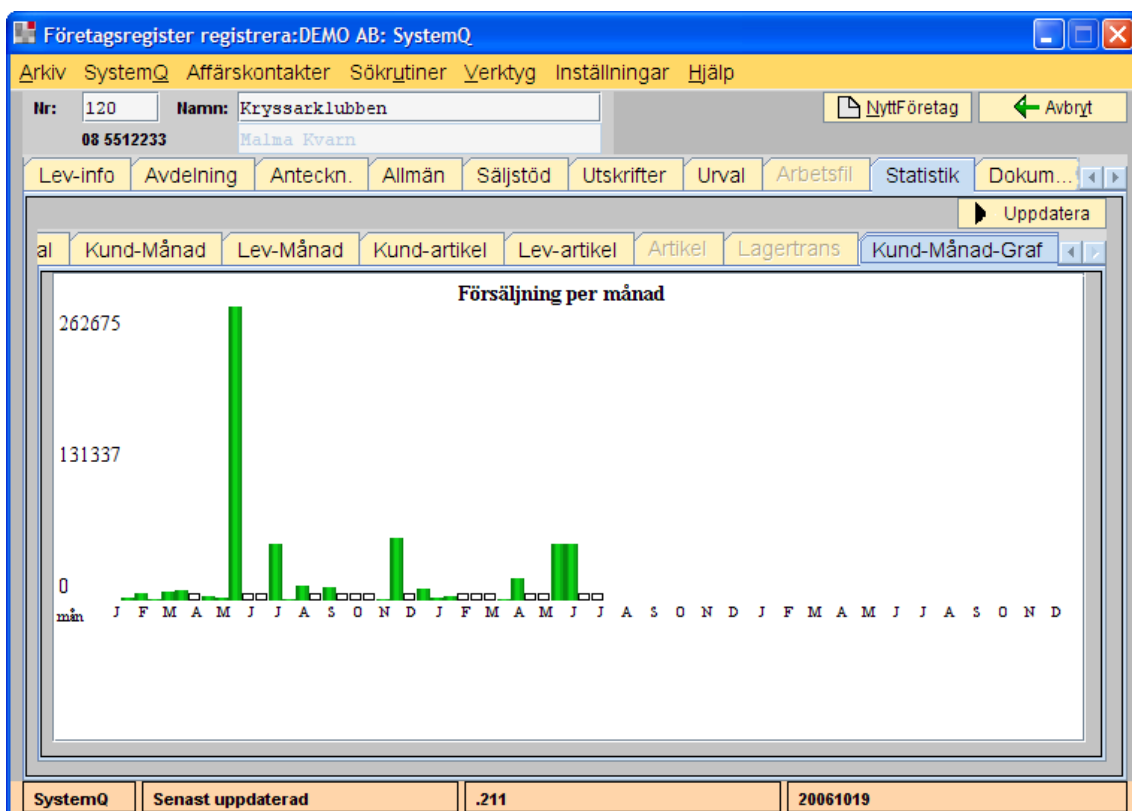 Företagsregister registrera:DEMO AB: SystemQ
Arkiv SystemQ Affärskontakter Sökrutiner Verktyg Inställningar Hjälp
Nr: 120 Namn: Kryssarklubben NyttFöretag Avbryt
08 5512233 Malma Kvarn
Lev-info Avdelning Anteckn. Allmän Säljstöd Utskrifter Urval Arbetsfil Statistik Dokum...
Uppdatera
al Kund-Månad Lev-Månad Kund-artikel Lev-artikel Artikel Lagertrans Kund-Månad-Graf
Försäljning per månad
262675
131337
0
mån J F M A M J J A S O N D J F M A M J J A S O N D J F M A M J J A S O N D
SystemQ Senast uppdaterad .211 20061019